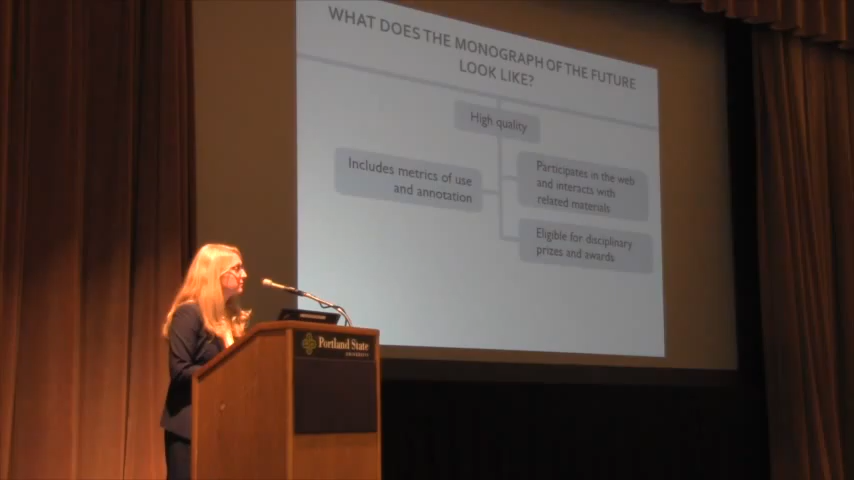 WHAT DOES THE MONOGRAPH OF THE FUTURE
LOOK LIKE?
High quality
Includes metrics of use
and annotation
Participates in the web
and interacts with
related materials
Eligible for disciplinary
prizes and awards
Portland State
UNIVERSITY